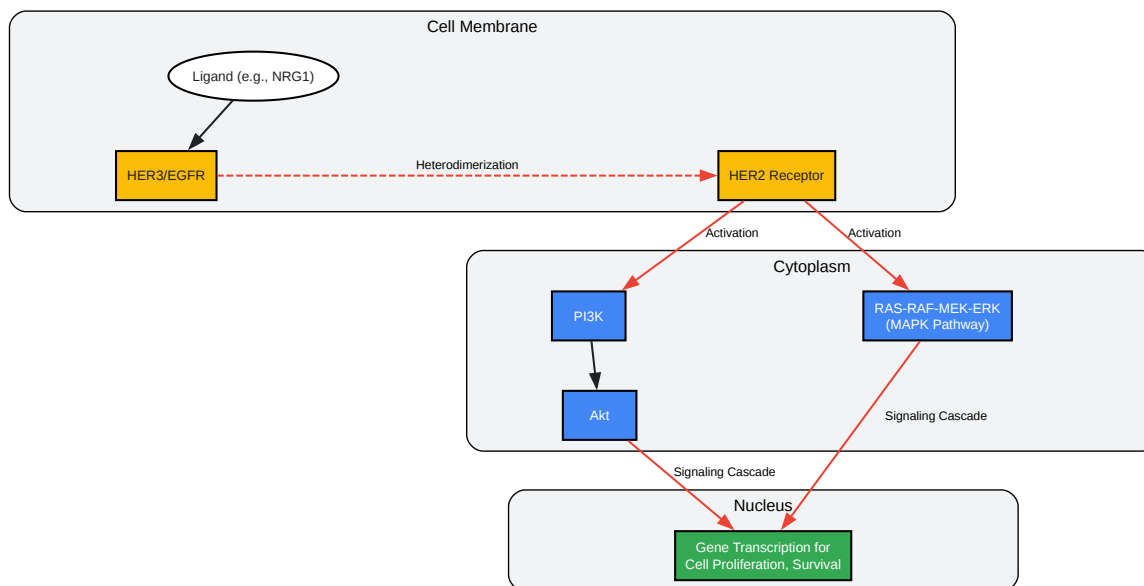 Cell Membrane
Ligand (e.g., NRG1)
HER3/EGFR
Heterodimerization
HER2 Receptor
Activation
Activation
Cytoplasm
PI3K
RAS-RAF-MEK-ERK
(MAPK Pathway)
Akt
Signaling Cascade
Signaling Cascade
Nucleus
Gene Transcription for
Cell Proliferation, Survival